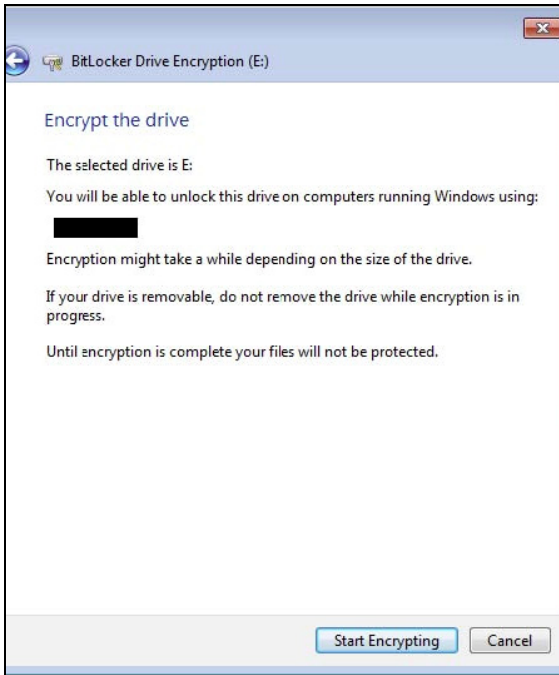 BitLocker Drive Encryption (E:)
Encrypt the drive
The selected drive is E:
You will be able to unlock this drive on computers running Windows using:
Encryption might take a while depending on the size of the drive.
If your drive is removable, do not remove the drive while encryption is in
progress.
Until encryption is complete your files will not be protected.
Start Encrypting Cancel